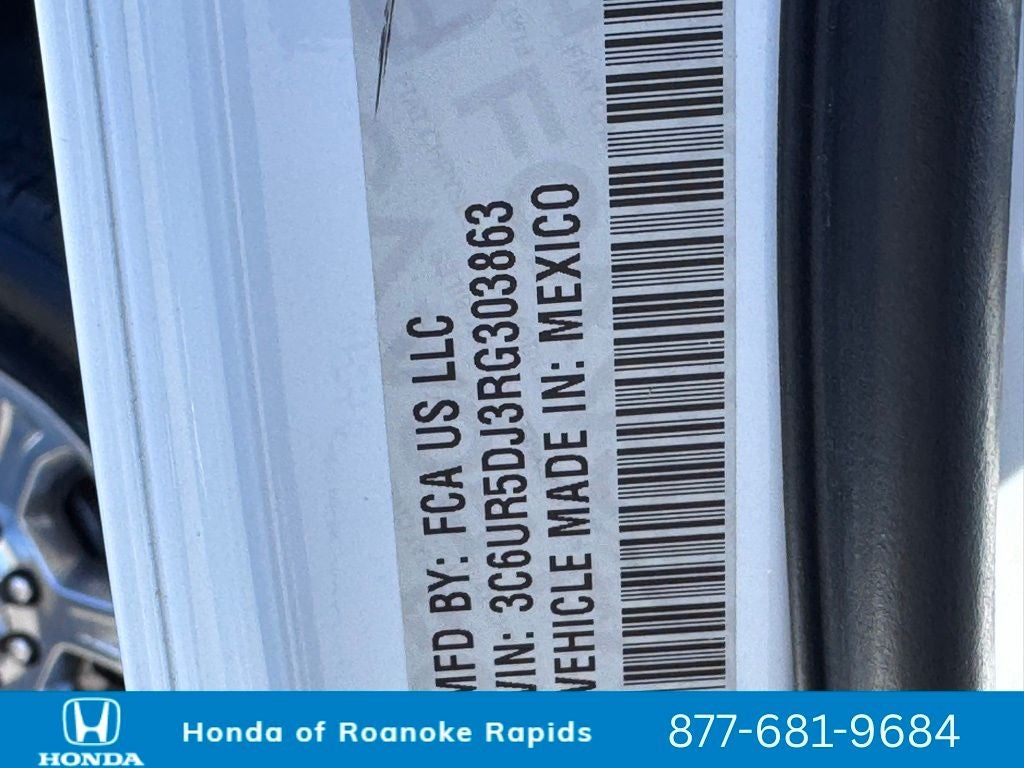 MFD BY: FCA US LLC
VIN: 3C6UR5DJ3RG303863
VEHICLE MADE IN: MEXICO
HONDA
Honda of Roanoke Rapids
877-681-9684